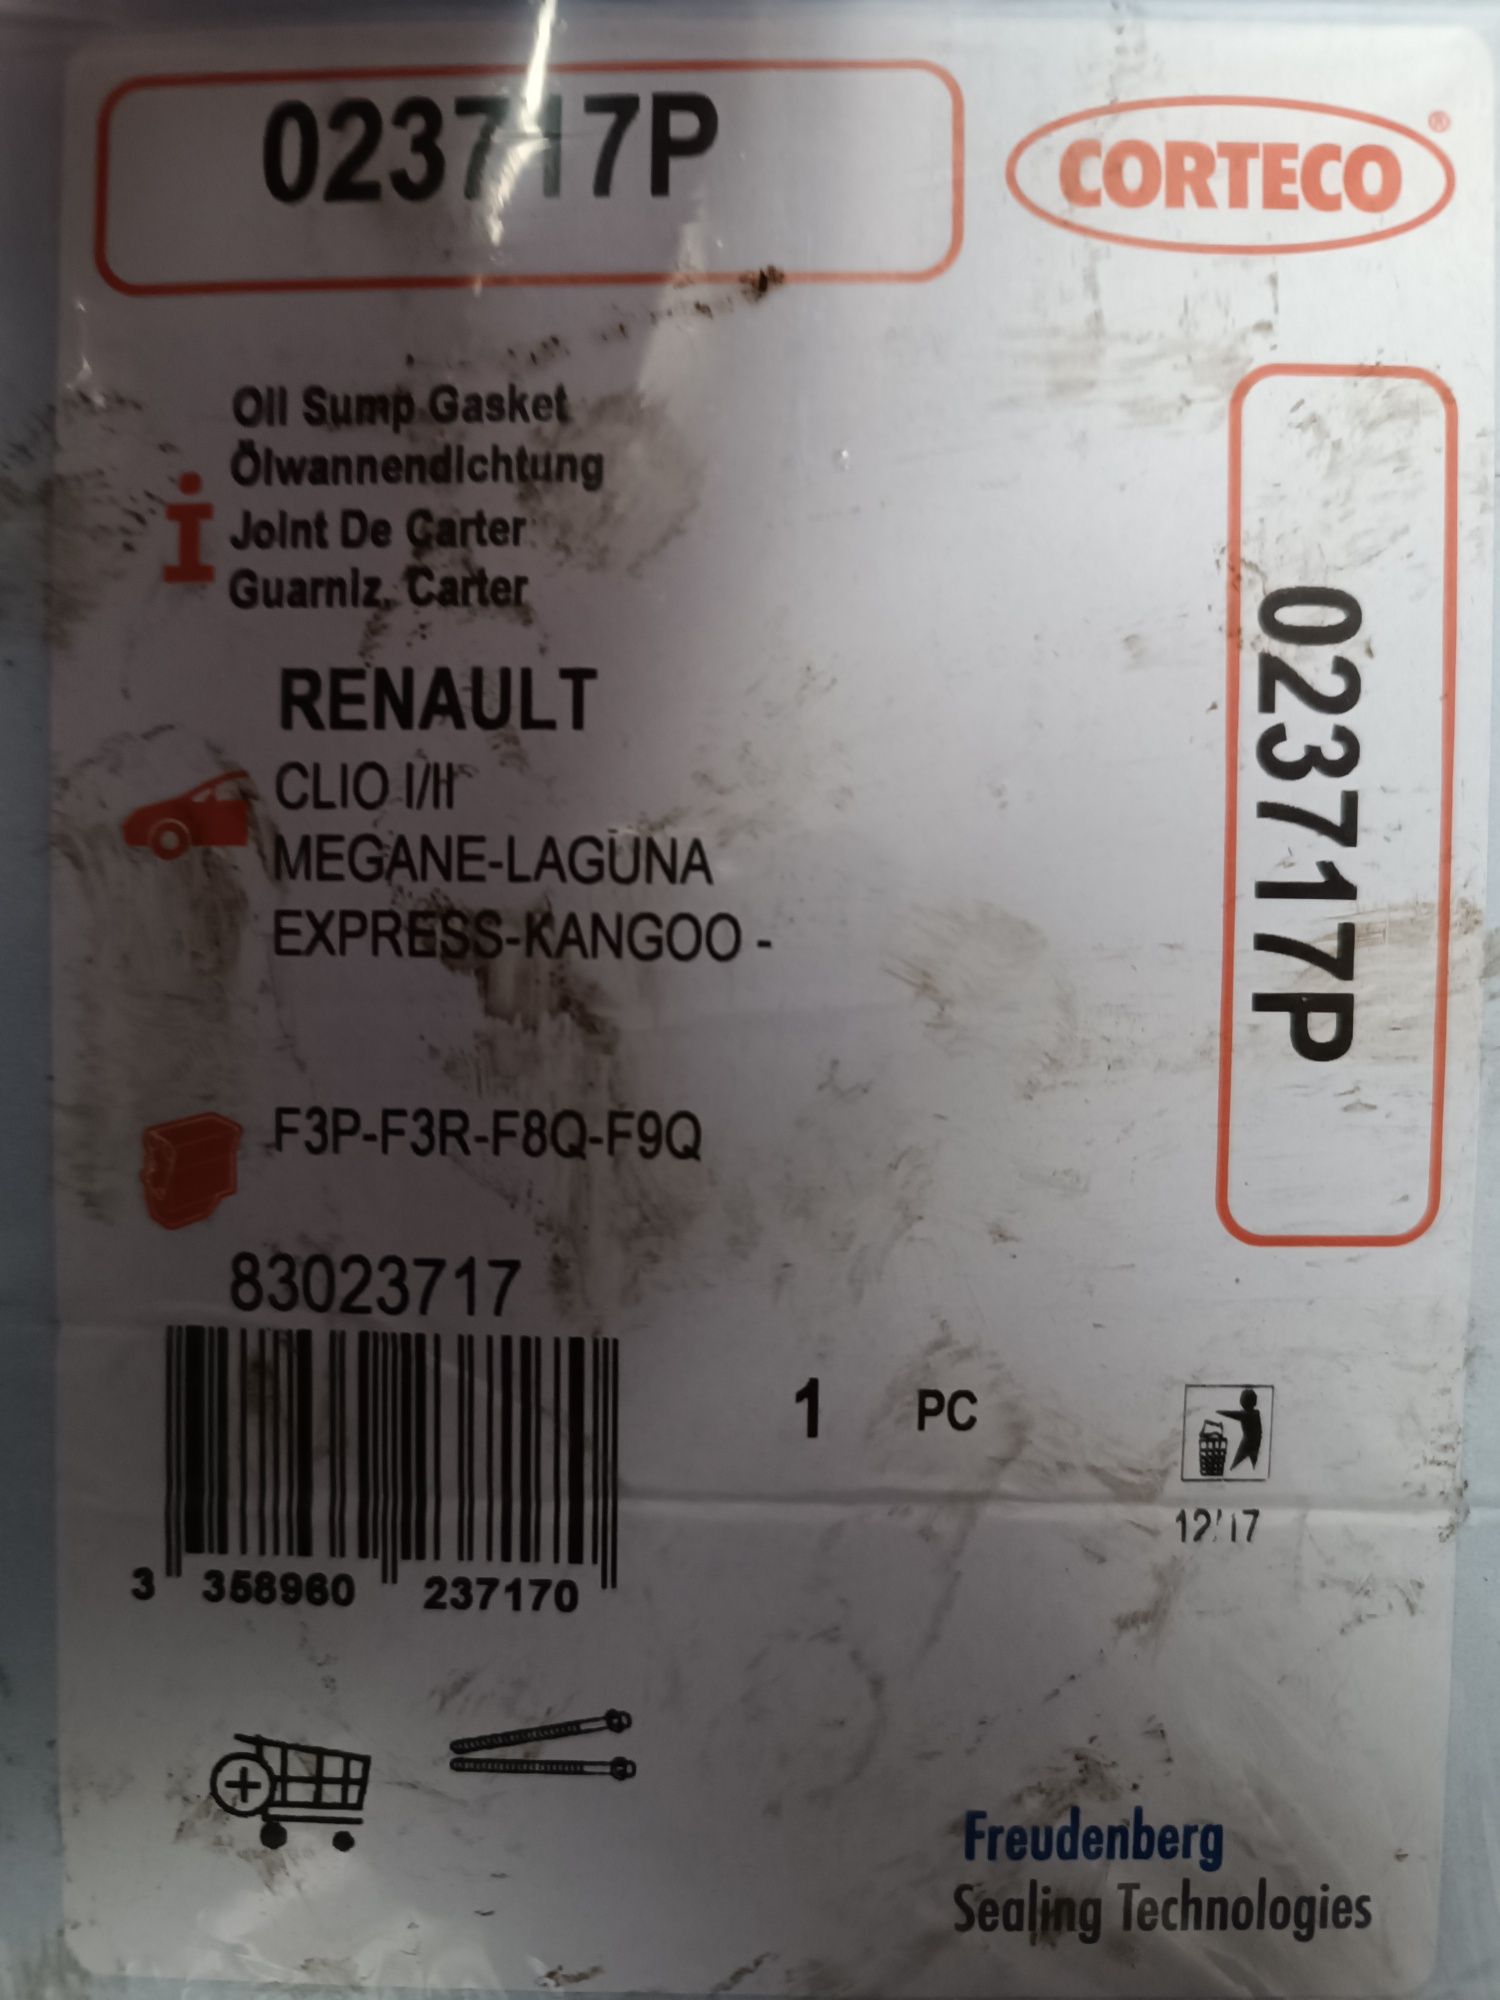 023717P
CORTECO®
Oil Sump Gasket
Ölwannendichtung
Joint De Carter
Guarniz. Carter
RENAULT
CLIO I/II
MEGANE-LAGUNA
EXPRESS-KANGOO -
F3P-F3R-F8Q-F9Q
023717P
83023717
3 358960 237170
1 PC
12/17
Freudenberg
Sealing Technologies